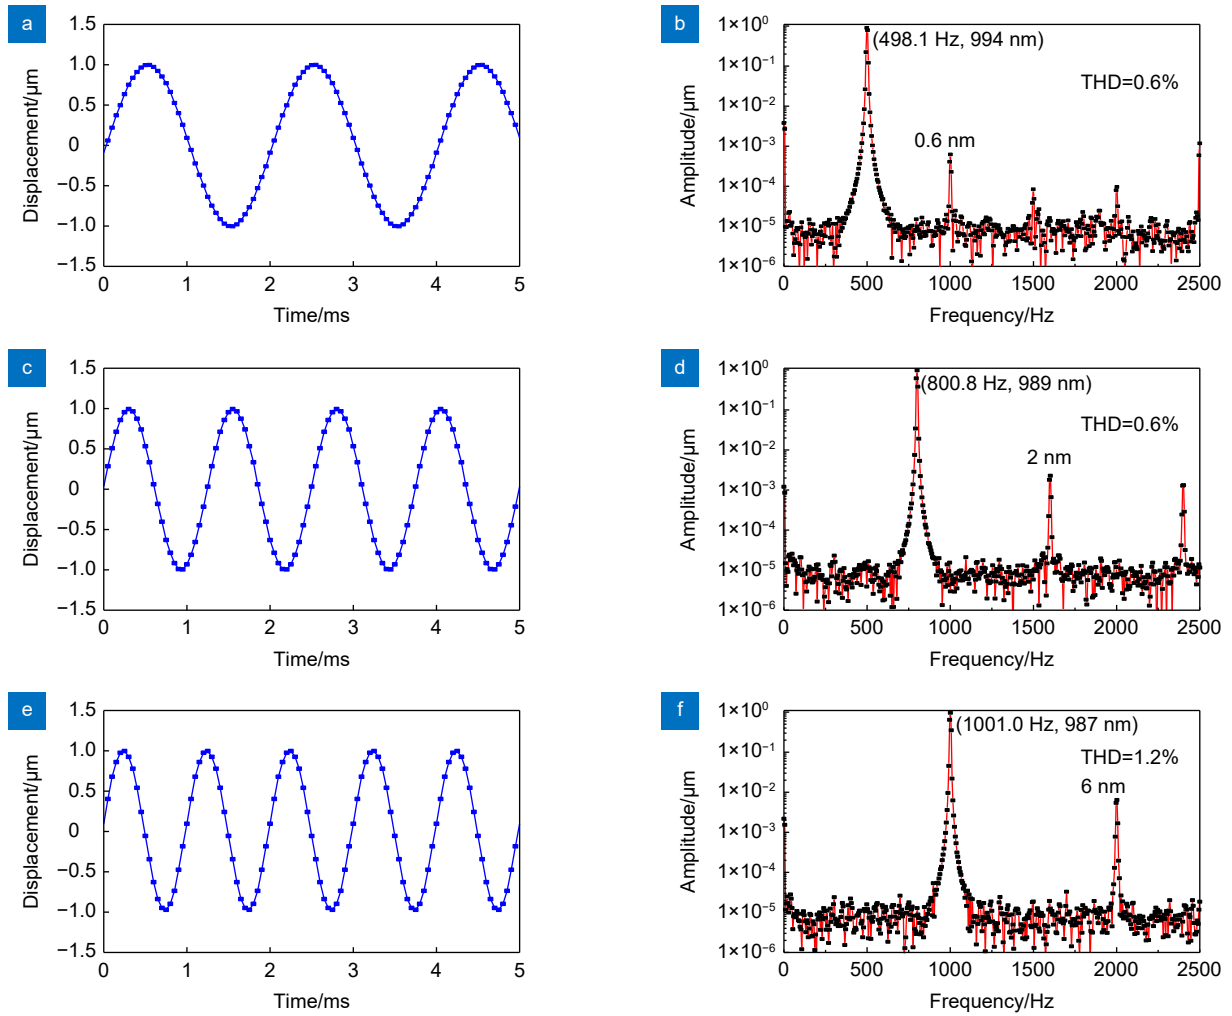 a
Displacement/μm
1.5
1.0
0.5
0
−0.5
−1.0
−1.5
0 1 2 3 4 5
Time/ms
b
Amplitude/μm
1×10⁰
1×10⁻¹
1×10⁻²
1×10⁻³
1×10⁻⁴
1×10⁻⁵
1×10⁻⁶
(498.1 Hz, 994 nm)
THD=0.6%
0.6 nm
0 500 1000 1500 2000 2500
Frequency/Hz
c
Displacement/μm
1.5
1.0
0.5
0
−0.5
−1.0
−1.5
0 1 2 3 4 5
Time/ms
d
Amplitude/μm
1×10⁰
1×10⁻¹
1×10⁻²
1×10⁻³
1×10⁻⁴
1×10⁻⁵
1×10⁻⁶
(800.8 Hz, 989 nm)
THD=0.6%
2 nm
0 500 1000 1500 2000 2500
Frequency/Hz
e
Displacement/μm
1.5
1.0
0.5
0
−0.5
−1.0
−1.5
0 1 2 3 4 5
Time/ms
f
Amplitude/μm
1×10⁰
1×10⁻¹
1×10⁻²
1×10⁻³
1×10⁻⁴
1×10⁻⁵
1×10⁻⁶
(1001.0 Hz, 987 nm)
THD=1.2%
6 nm
0 500 1000 1500 2000 2500
Frequency/Hz